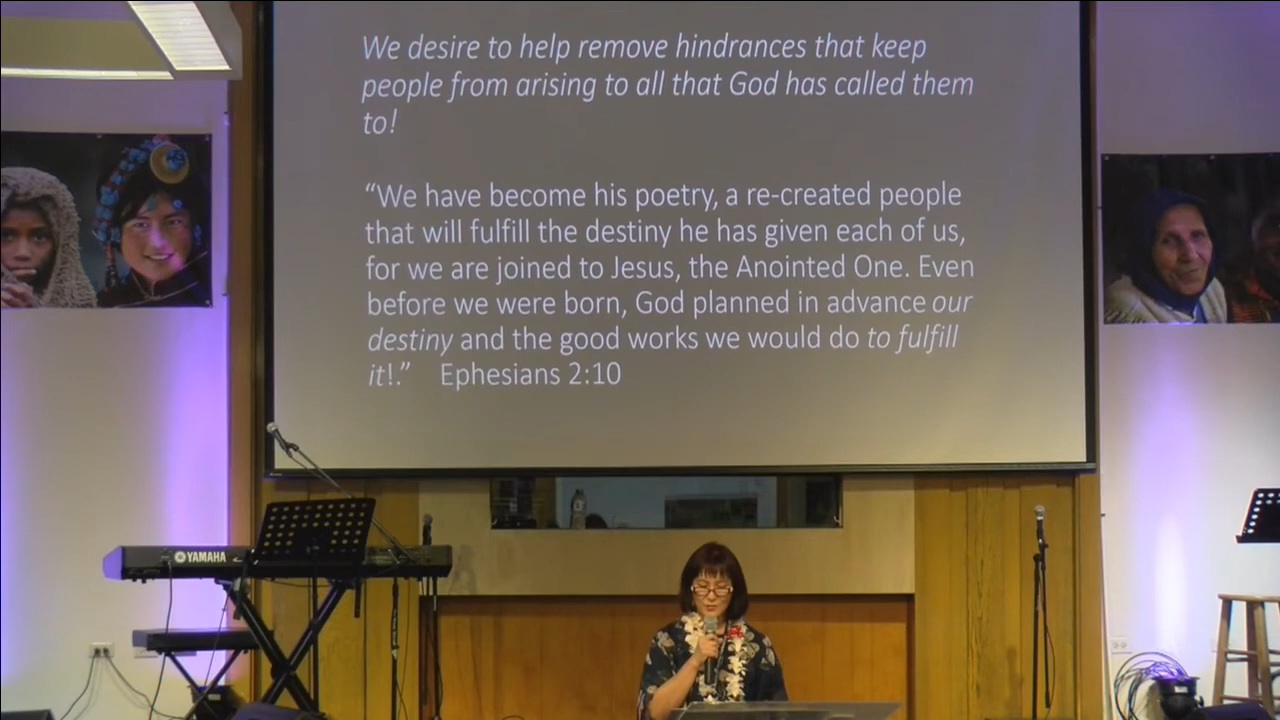 We desire to help remove hindrances that keep
people from arising to all that God has called them
to!
“We have become his poetry, a re-created people
that will fulfill the destiny he has given each of us,
for we are joined to Jesus, the Anointed One. Even
before we were born, God planned in advance our
destiny and the good works we would do to fulfill
it!.” Ephesians 2:10
YAMAHA